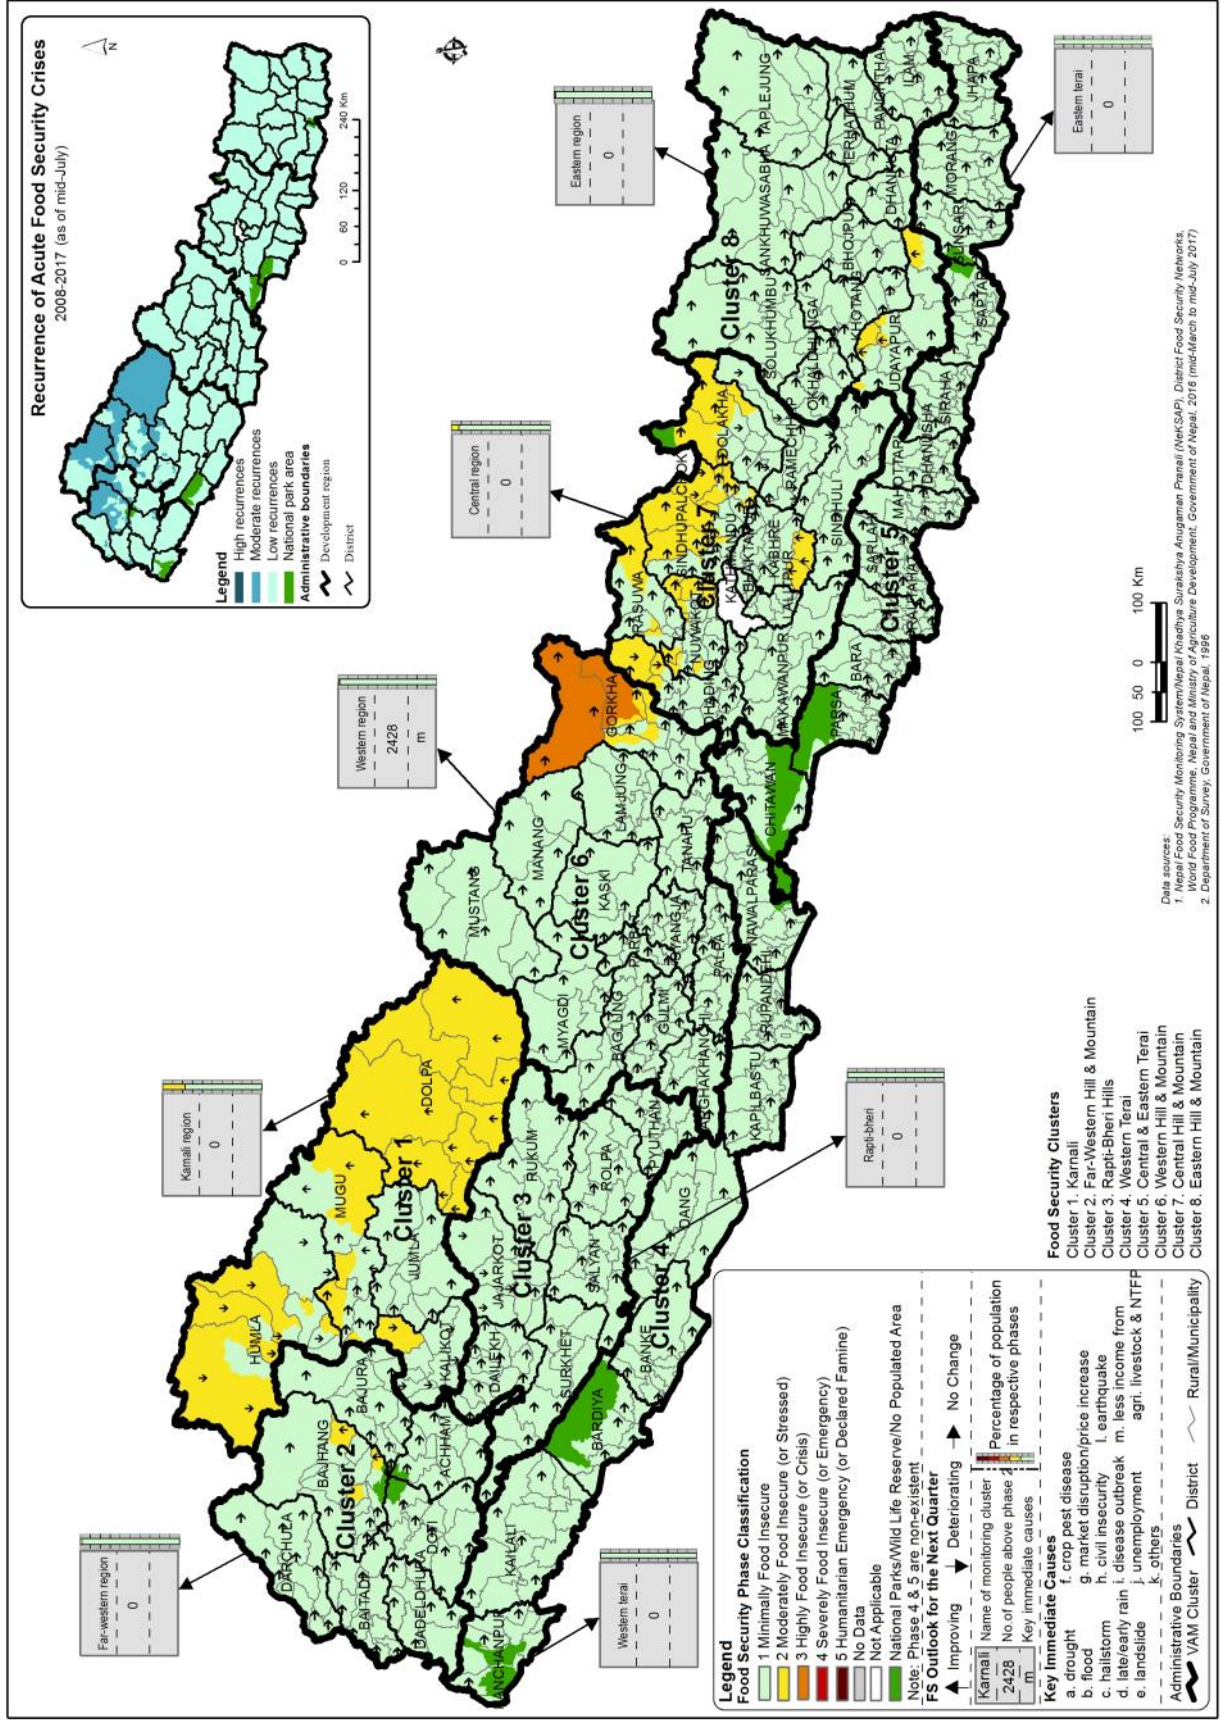 Recurrence of Acute Food Security Crises
2008-2017 (as of mid-July)
N
0 60 120 240 Km
Legend
High recurrences
Moderate recurrences
Low recurrences
National park area
Administrative boundaries
Development region
District
Far-western region
0
Karnali region
0
Western region
2428
m
Central region
0
Eastern region
0
Western terai
0
Rapti-bheri
0
Eastern terai
0
HUMLA
MUGU
DOLPA
Cluster 1
JUMLA
KALIKOT
DARCHULA
BAJHANG
BAJURA
Cluster 2
BAITADI
DADELDHURA
DOTI
ACHHAM
KAILALI
BARDIYA
BANKE
DANG
Cluster 4
DAILEKH
JAJARKOT
RUKUM
Cluster 3
SURKHET
SALYAN
ROLPA
PYUTHAN
MUSTANG
MANANG
MYAGDI
Cluster 6
KASKI
LAMJUNG
GORKHA
BAGLUNG
PARBAT
GULMI
SYANGJA
TANAHU
PALPA
KAPILBASTU
RUPANDEHI
NAWALPARASI
CHITAWAN
RASUWA
NUWAKOT
DHADING
SINDHUPALCHOK
DOLAKHA
Cluster 7
MAKAWANPUR
SINDHULI
PARSA
BARA
Cluster 5
MAHOTTARI
DHANUSHA
SIRAHA
SOLUKHUMBU
SANKHUWASABHA
TAPLEJUNG
Cluster 8
OKHALDHUNGA
BHOJPUR
UDAYAPUR
DHANKUTA
ILAM
JHAPA
MORANG
SUNSARI
SAPTARI
100 50 0 100 Km
Data sources:
1. Nepal Food Security Monitoring System/Nepal Khadhya Surakshya Anugaman Pranali (NeKSAP), District Food Security Networks,
World Food Programme, Nepal and Ministry of Agriculture Development, Government of Nepal, 2016 (mid-March to mid-July 2017)
2. Department of Survey, Government of Nepal, 1996
Legend
Food Security Phase Classification
1 Minimally Food Insecure
2 Moderately Food Insecure (or Stressed)
3 Highly Food Insecure (or Crisis)
4 Severely Food Insecure (or Emergency)
5 Humanitarian Emergency (or Declared Famine)
No Data
Not Applicable
National Parks/Wild Life Reserve/No Populated Area
Note: Phase 4 & 5 are non-existent
FS Outlook for the Next Quarter
Improving Deteriorating No Change
Karnali
2428
m
Name of monitoring cluster
No.of people above phase 2
Key immediate causes
Percentage of population
in respective phases
Key Immediate Causes
a. drought
b. flood
c. hailstorm
d. late/early rain
e. landslide
f. crop pest disease
g. market disruption/price increase
h. civil insecurity
i. disease outbreak
j. unemployment
k. others
l. earthquake
m. less income from
agri. livestock & NTFP
Administrative Boundaries
VAM Cluster District Rural/Municipality
Food Security Clusters
Cluster 1. Karnali
Cluster 2. Far-Western Hill & Mountain
Cluster 3. Rapti-Bheri Hills
Cluster 4. Western Terai
Cluster 5. Central & Eastern Terai
Cluster 6. Western Hill & Mountain
Cluster 7. Central Hill & Mountain
Cluster 8. Eastern Hill & Mountain